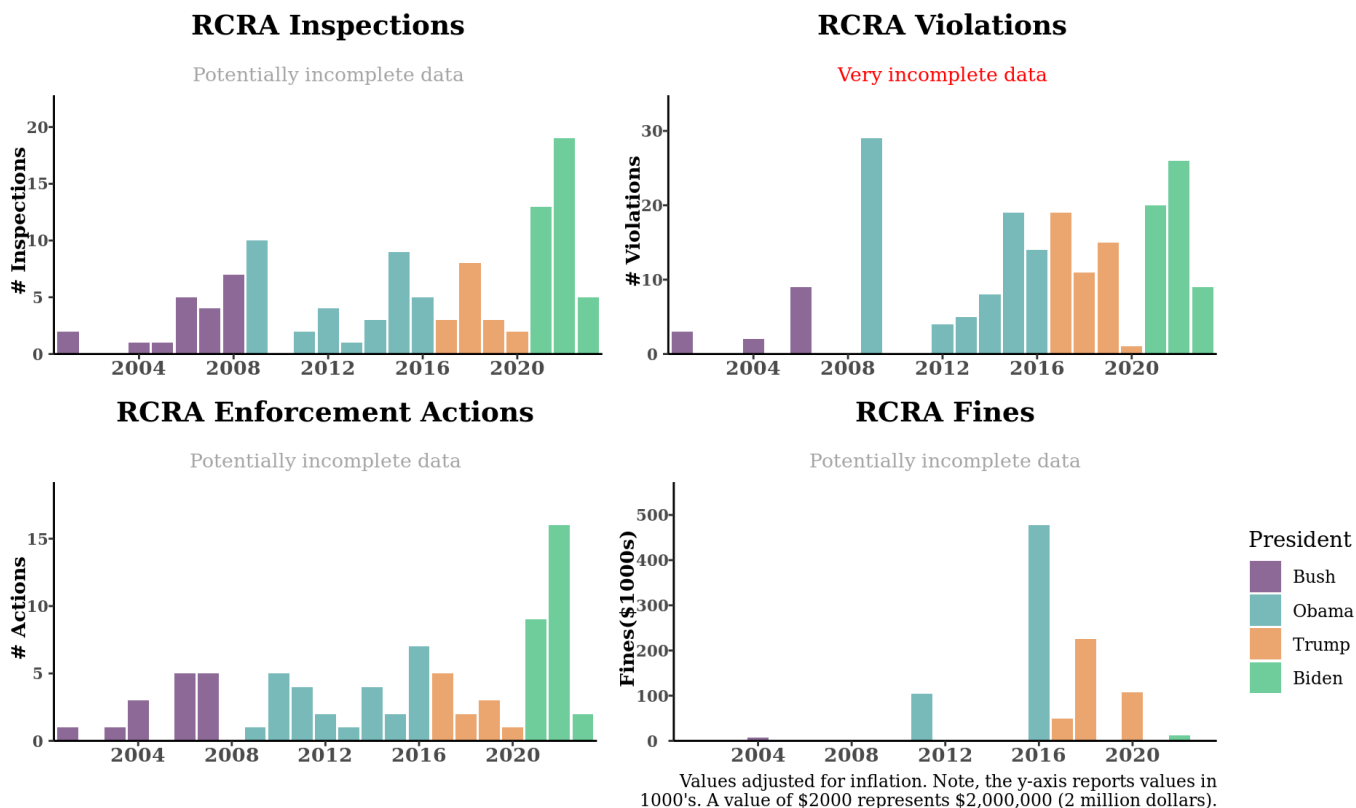 RCRA Inspections
Potentially incomplete data
# Inspections
20
15
10
5
0
2004 2008 2012 2016 2020
RCRA Violations
Very incomplete data
# Violations
30
20
10
0
2004 2008 2012 2016 2020
RCRA Enforcement Actions
Potentially incomplete data
# Actions
15
10
5
0
2004 2008 2012 2016 2020
RCRA Fines
Potentially incomplete data
Fines($1000s)
500
400
300
200
100
0
2004 2008 2012 2016 2020
President
Bush
Obama
Trump
Biden
Values adjusted for inflation. Note, the y-axis reports values in
1000's. A value of $2000 represents $2,000,000 (2 million dollars).